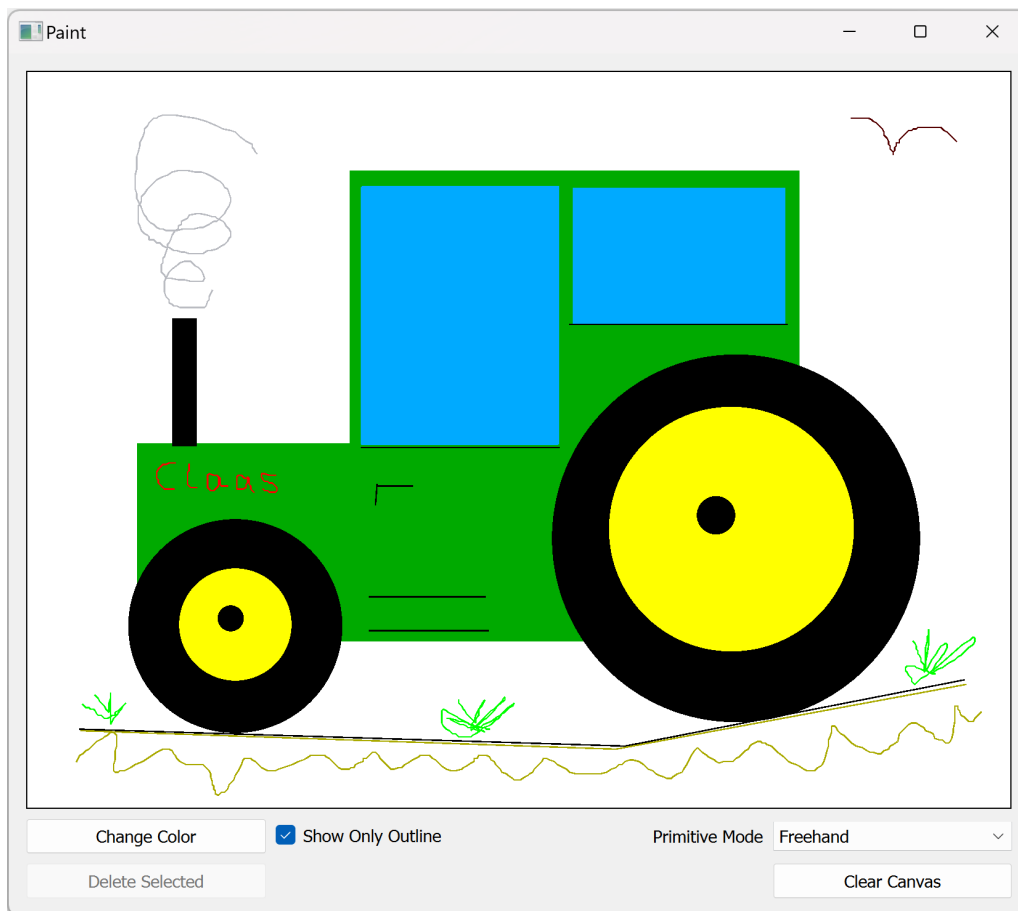 Paint
Claas
Change Color
Show Only Outline
Primitive Mode
Freehand
Delete Selected
Clear Canvas